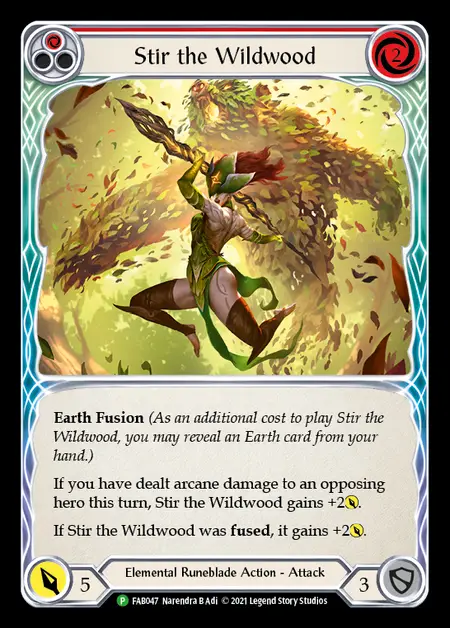 Stir the Wildwood
2
Earth Fusion (As an additional cost to play Stir the
Wildwood, you may reveal an Earth card from your
hand.)
If you have dealt arcane damage to an opposing
hero this turn, Stir the Wildwood gains +2.
If Stir the Wildwood was fused, it gains +2.
5
Elemental Runeblade Action - Attack
3
P FAB047 Narendra B Adi © 2021 Legend Story Studios